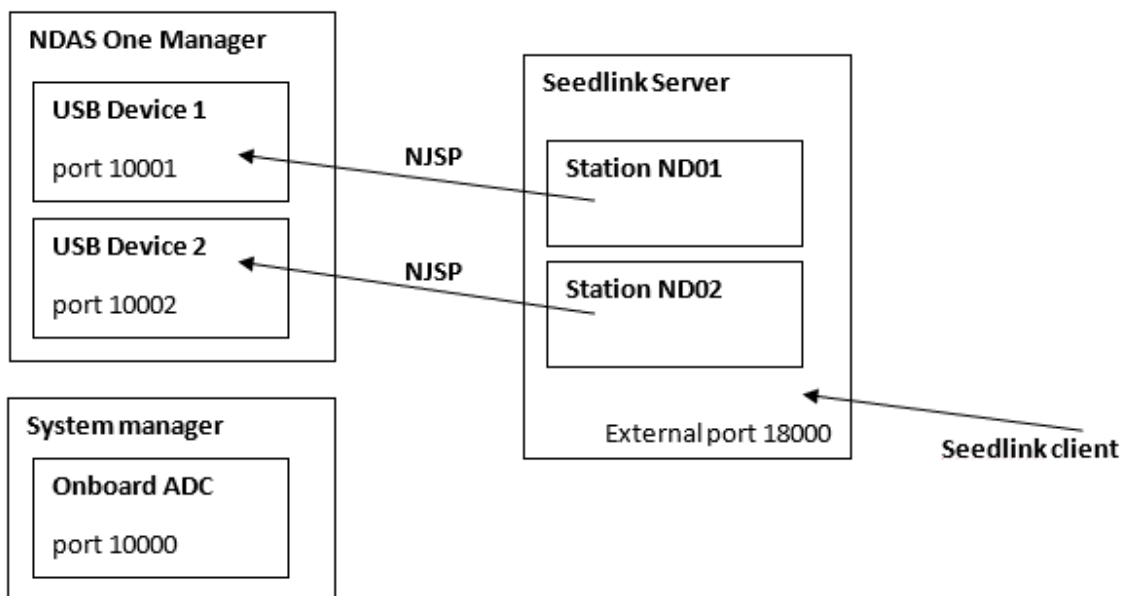 NDAS One Manager
USB Device 1
port 10001
USB Device 2
port 10002
NJSP
NJSP
Seedlink Server
Station ND01
Station ND02
External port 18000
Seedlink client
System manager
Onboard ADC
port 10000